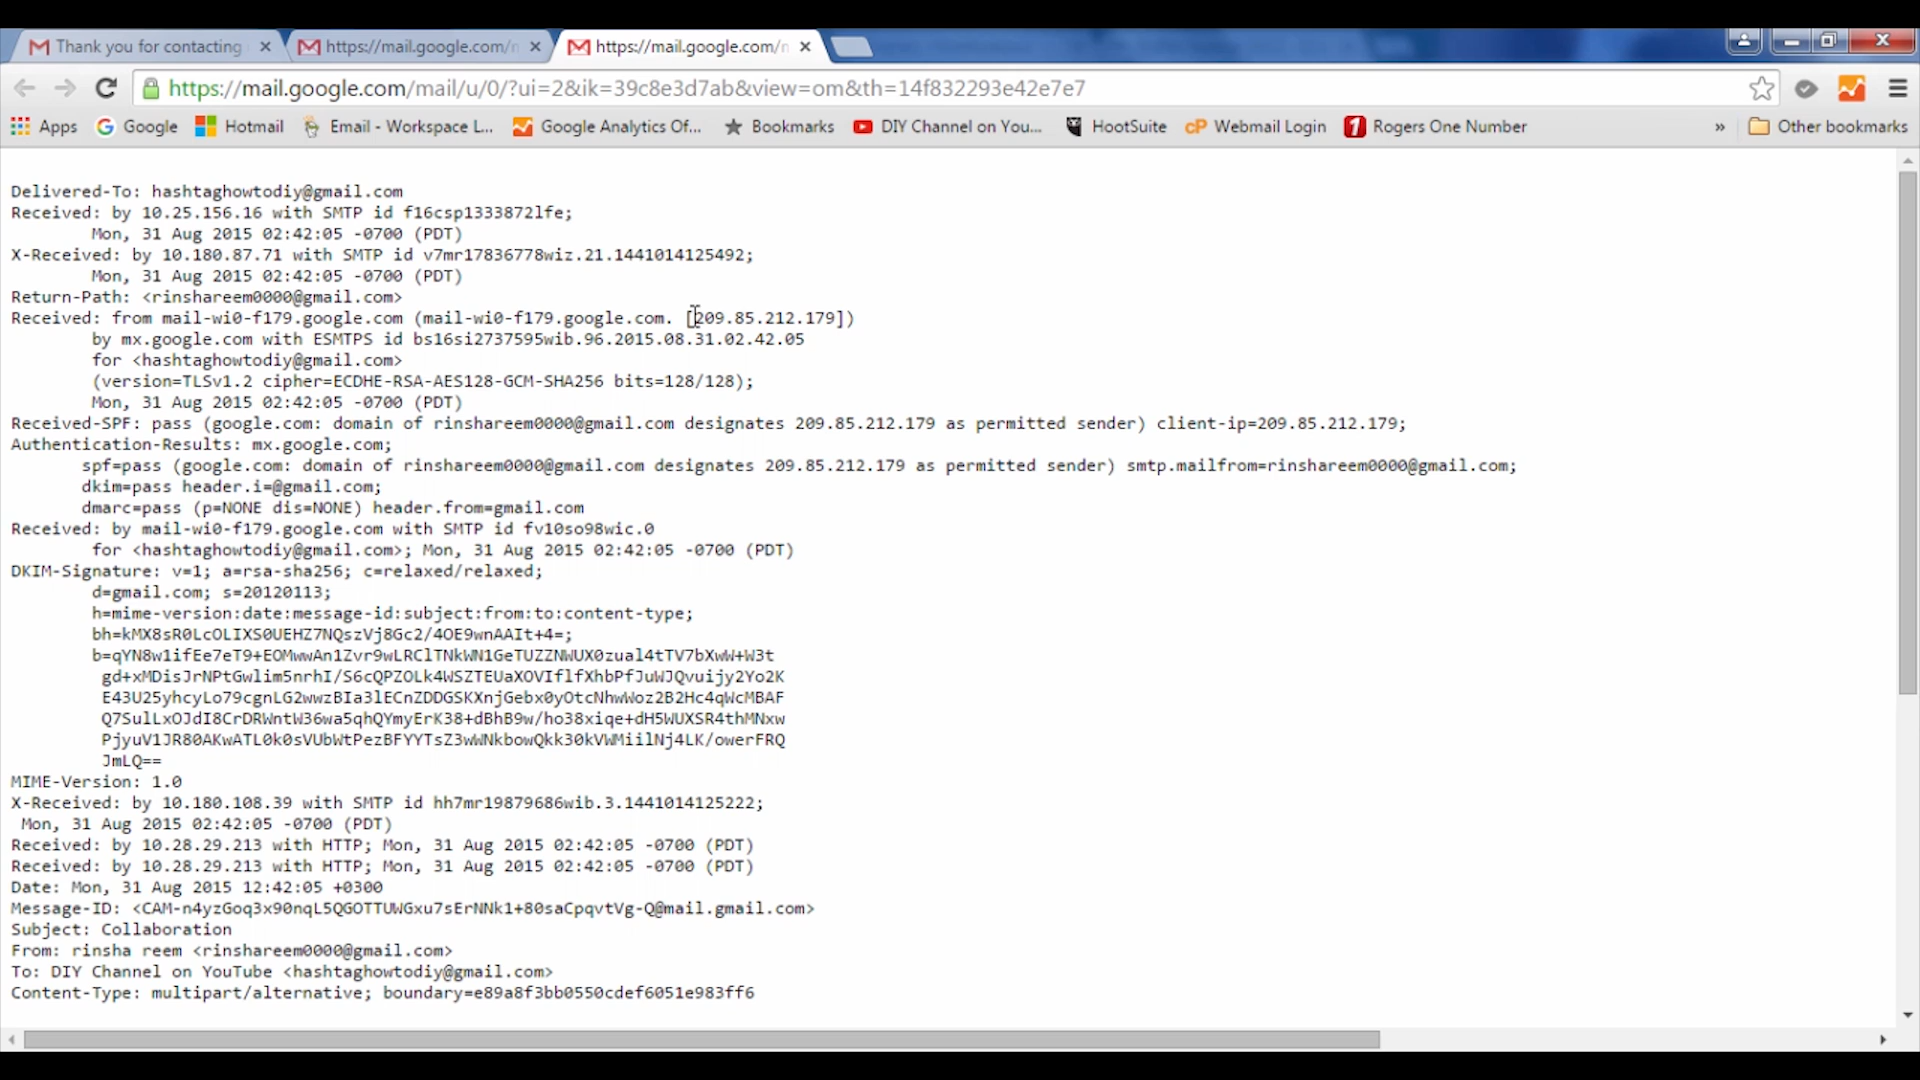 Thank you for contacting
https://mail.google.com/n
https://mail.google.com/n
https://mail.google.com/mail/u/0/?ui=2&ik=39c8e3d7ab&view=om&th=14f832293e42e7e7
Apps Google Hotmail Email - Workspace L... Google Analytics Of... Bookmarks DIY Channel on You... HootSuite cP Webmail Login 1 Rogers One Number » Other bookmarks
Delivered-To: hashtaghowtodiy@gmail.com
Received: by 10.25.156.16 with SMTP id f16csp1333872lfe;
Mon, 31 Aug 2015 02:42:05 -0700 (PDT)
X-Received: by 10.180.87.71 with SMTP id v7mr17836778wiz.21.1441014125492;
Mon, 31 Aug 2015 02:42:05 -0700 (PDT)
Return-Path: <rinshareem0000@gmail.com>
Received: from mail-wi0-f179.google.com (mail-wi0-f179.google.com. [209.85.212.179])
by mx.google.com with ESMTPS id bs16si2737595wib.96.2015.08.31.02.42.05
for <hashtaghowtodiy@gmail.com>
(version=TLSv1.2 cipher=ECDHE-RSA-AES128-GCM-SHA256 bits=128/128);
Mon, 31 Aug 2015 02:42:05 -0700 (PDT)
Received-SPF: pass (google.com: domain of rinshareem0000@gmail.com designates 209.85.212.179 as permitted sender) client-ip=209.85.212.179;
Authentication-Results: mx.google.com;
spf=pass (google.com: domain of rinshareem0000@gmail.com designates 209.85.212.179 as permitted sender) smtp.mailfrom=rinshareem0000@gmail.com;
dkim=pass header.i=@gmail.com;
dmarc=pass (p=NONE dis=NONE) header.from=gmail.com
Received: by mail-wi0-f179.google.com with SMTP id fv10so98wic.0
for <hashtaghowtodiy@gmail.com>; Mon, 31 Aug 2015 02:42:05 -0700 (PDT)
DKIM-Signature: v=1; a=rsa-sha256; c=relaxed/relaxed;
d=gmail.com; s=20120113;
h=mime-version:date:message-id:subject:from:to:content-type;
bh=kMX8sR0LcOLIXS0UEHZ7NQszVj8Gc2/4OE9wnAAIt+4=;
b=qYN8w1ifEe7eT9+EOMwwAn1Zvr9wLRClTNkWN1GeTUZZNWUX0zual4tTV7bXwW+W3t
gd+xMDisJrNPtGwlim5nrhI/S6cQPZOLk4WSZTEUaXOVIflfXhbPfJuWJQvuijy2Yo2K
E43U25yhcyLo79cgnLG2wwzBIa3lECnZDDGSKXnjGebx0yOtcNhwWoz2B2Hc4qWcMBAF
Q7SulLxOJdI8CrDRWntW36wa5qhQYmyErK38+dBhB9w/ho38xiqe+dH5WUXSR4thMNxw
PjyuV1JR80AKwATL0k0sVUbWtPezBFYYTsZ3wWNkbowQkk30kVWMiilNj4LK/owerFRQ
JmLQ==
MIME-Version: 1.0
X-Received: by 10.180.108.39 with SMTP id hh7mr19879686wib.3.1441014125222;
Mon, 31 Aug 2015 02:42:05 -0700 (PDT)
Received: by 10.28.29.213 with HTTP; Mon, 31 Aug 2015 02:42:05 -0700 (PDT)
Received: by 10.28.29.213 with HTTP; Mon, 31 Aug 2015 02:42:05 -0700 (PDT)
Date: Mon, 31 Aug 2015 12:42:05 +0300
Message-ID: <CAM-n4yzGoq3x90nqL5QGOTTUWGxu7sErNNk1+80saCpqvtVg-Q@mail.gmail.com>
Subject: Collaboration
From: rinsha reem <rinshareem0000@gmail.com>
To: DIY Channel on YouTube <hashtaghowtodiy@gmail.com>
Content-Type: multipart/alternative; boundary=e89a8f3bb0550cdef6051e983ff6